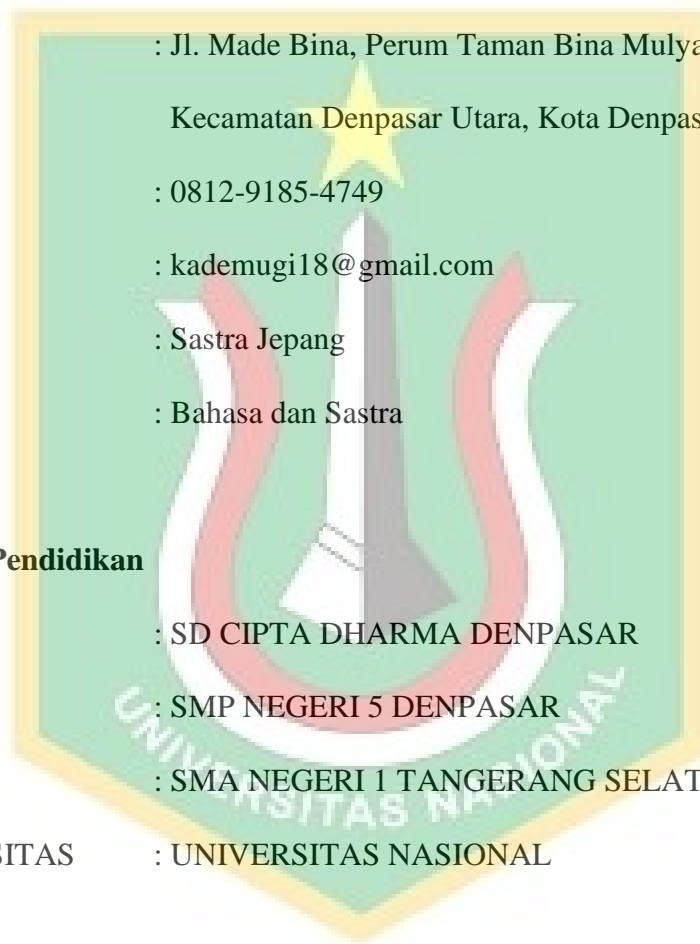 : Jl. Made Bina, Perum Taman Bina Mulya
Kecamatan Denpasar Utara, Kota Denpas
: 0812-9185-4749
: kademugi18@gmail.com
: Sastra Jepang
: Bahasa dan Sastra
Pendidikan
: SD CIPTA DHARMA DENPASAR
: SMP NEGERI 5 DENPASAR
: SMA NEGERI 1 TANGERANG SELAT
SITAS : UNIVERSITAS NASIONAL
UNIVERSITAS NASIONAL